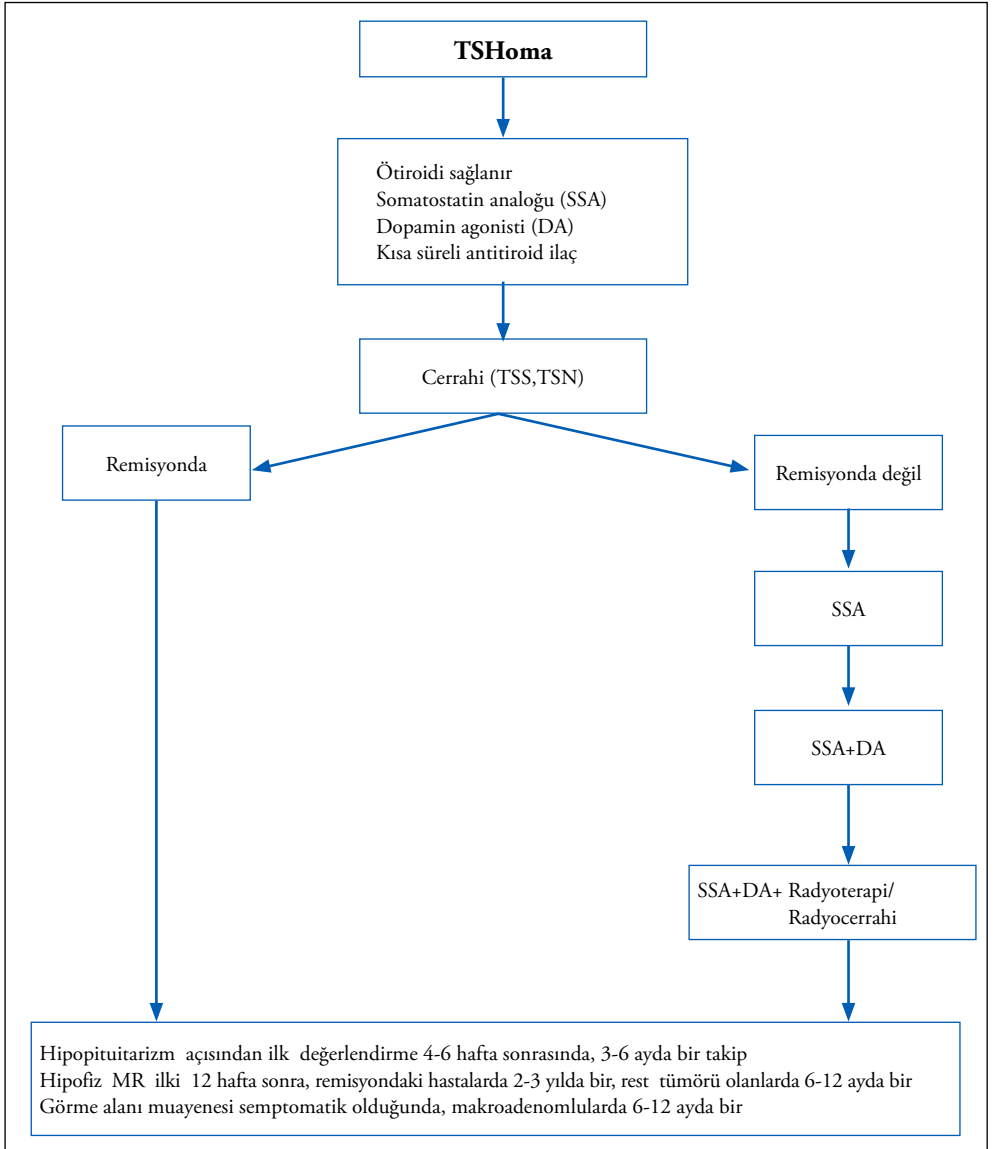 TSHoma
Ötiroidi sağlanır
Somatostatin analoğu (SSA)
Dopamin agonisti (DA)
Kısa süreli antitiroid ilaç
Cerrahi (TSS,TSN)
Remisyonda
Remisyonda değil
SSA
SSA+DA
SSA+DA+ Radyoterapi/
Radyocerrahi
Hipopituitarizm açısından ilk değerlendirme 4-6 hafta sonrasında, 3-6 ayda bir takip
Hipofiz MR ilki 12 hafta sonra, remisyondaki hastalarda 2-3 yılda bir, rest tümörü olanlarda 6-12 ayda bir
Görme alanı muayenesi semptomatik olduğunda, makroadenomlularda 6-12 ayda bir